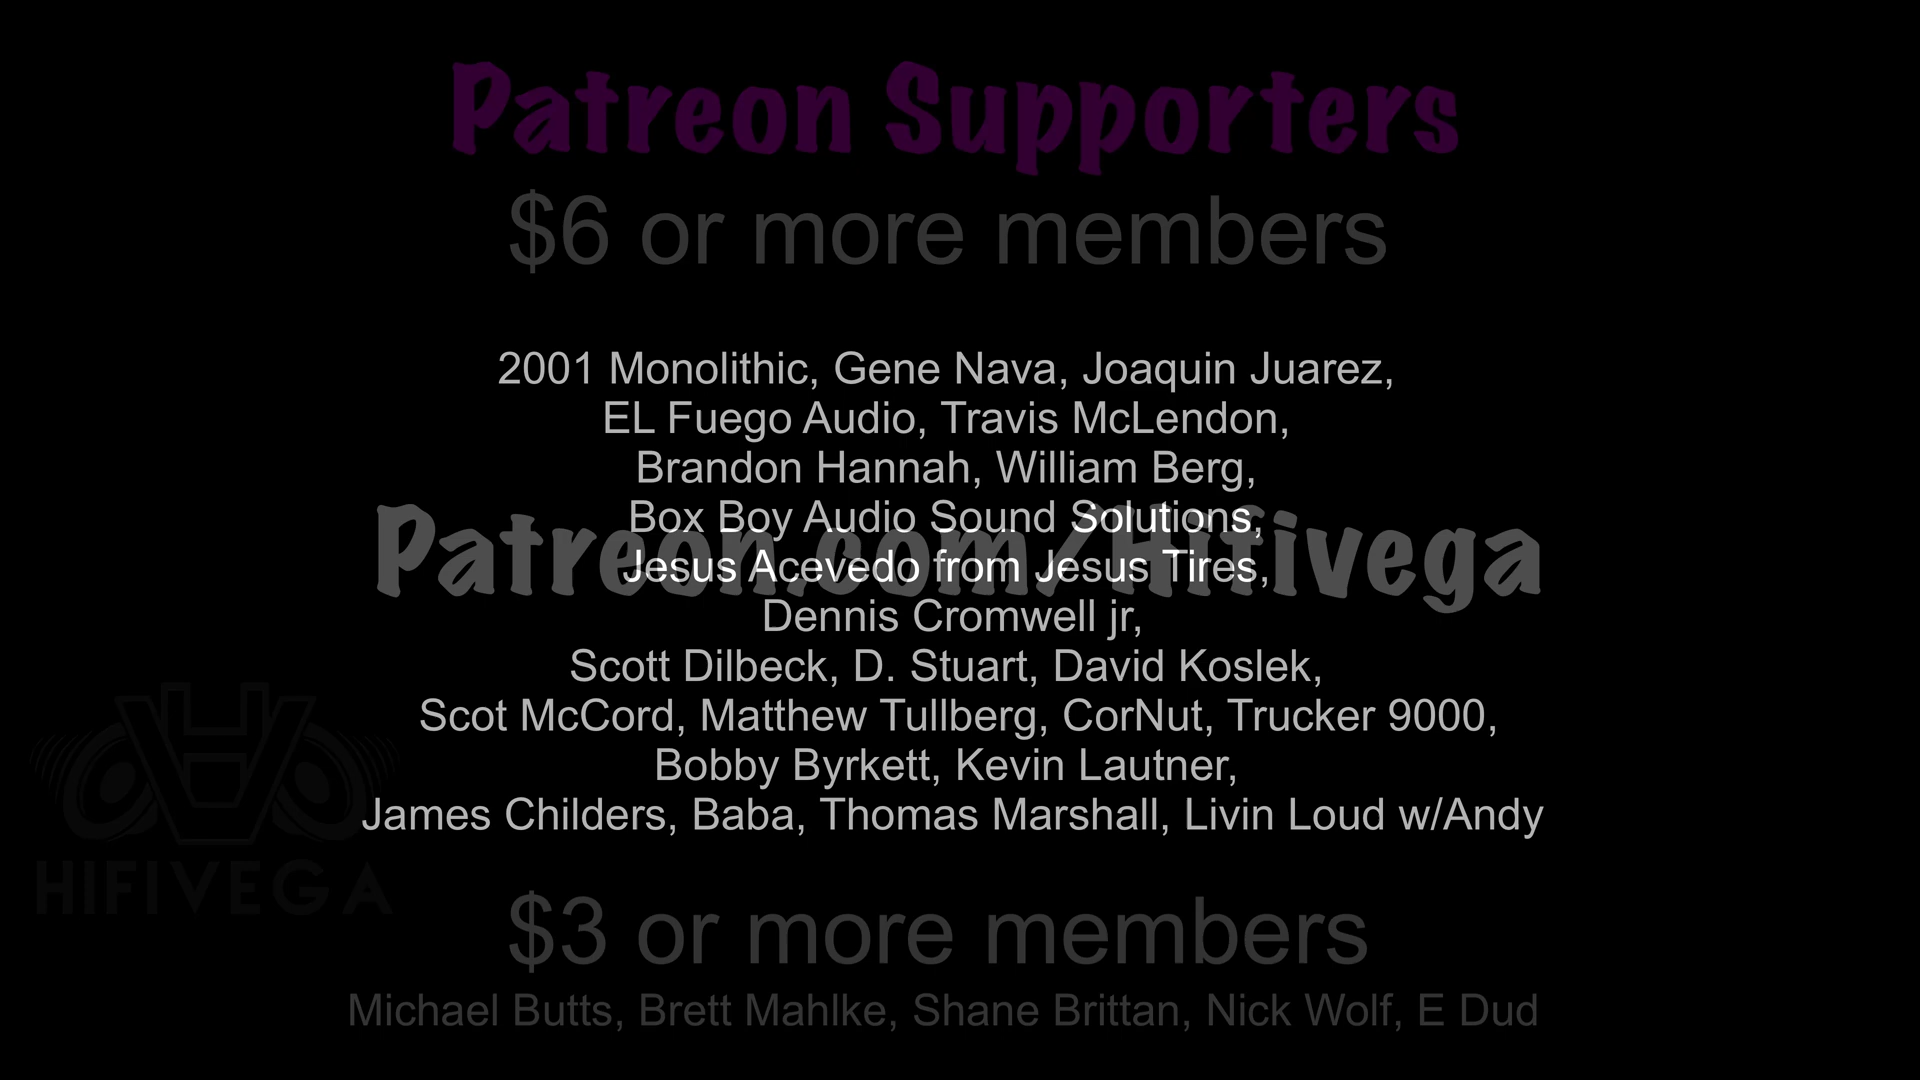 Patreon Supporters
$6 or more members
2001 Monolithic, Gene Nava, Joaquin Juarez,
EL Fuego Audio, Travis McLendon,
Brandon Hannah, William Berg,
Box Boy Audio Sound Solutions,
Patreon.com/Hifivega
Jesus Acevedo from Jesus Tires,
Dennis Cromwell jr,
Scott Dilbeck, D. Stuart, David Koslek,
Scot McCord, Matthew Tullberg, CorNut, Trucker 9000,
Bobby Byrkett, Kevin Lautner,
James Childers, Baba, Thomas Marshall, Livin Loud w/Andy
HIFIVEGA
$3 or more members
Michael Butts, Brett Mahlke, Shane Brittan, Nick Wolf, E Dud